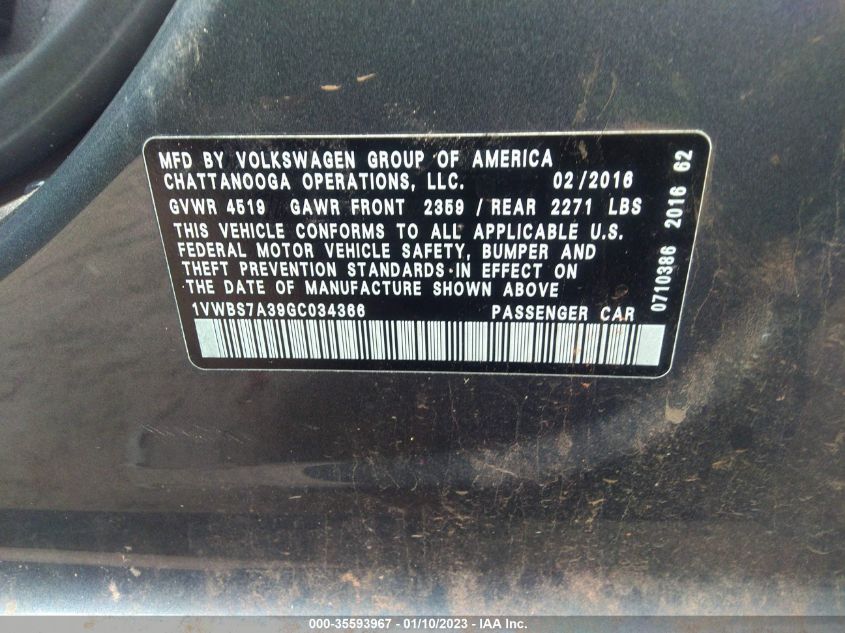 MFD BY VOLKSWAGEN GROUP OF AMERICA
CHATTANOOGA OPERATIONS, LLC. 02/2016
GVWR 4519 GAWR FRONT 2359 / REAR 2271 LBS
THIS VEHICLE CONFORMS TO ALL APPLICABLE U.S.
FEDERAL MOTOR VEHICLE SAFETY, BUMPER AND
THEFT PREVENTION STANDARDS IN EFFECT ON
THE DATE OF MANUFACTURE SHOWN ABOVE
1VWBS7A39GC034366 PASSENGER CAR
0710386 2016 62
000-35593967 - 01/10/2023 - IAA Inc.